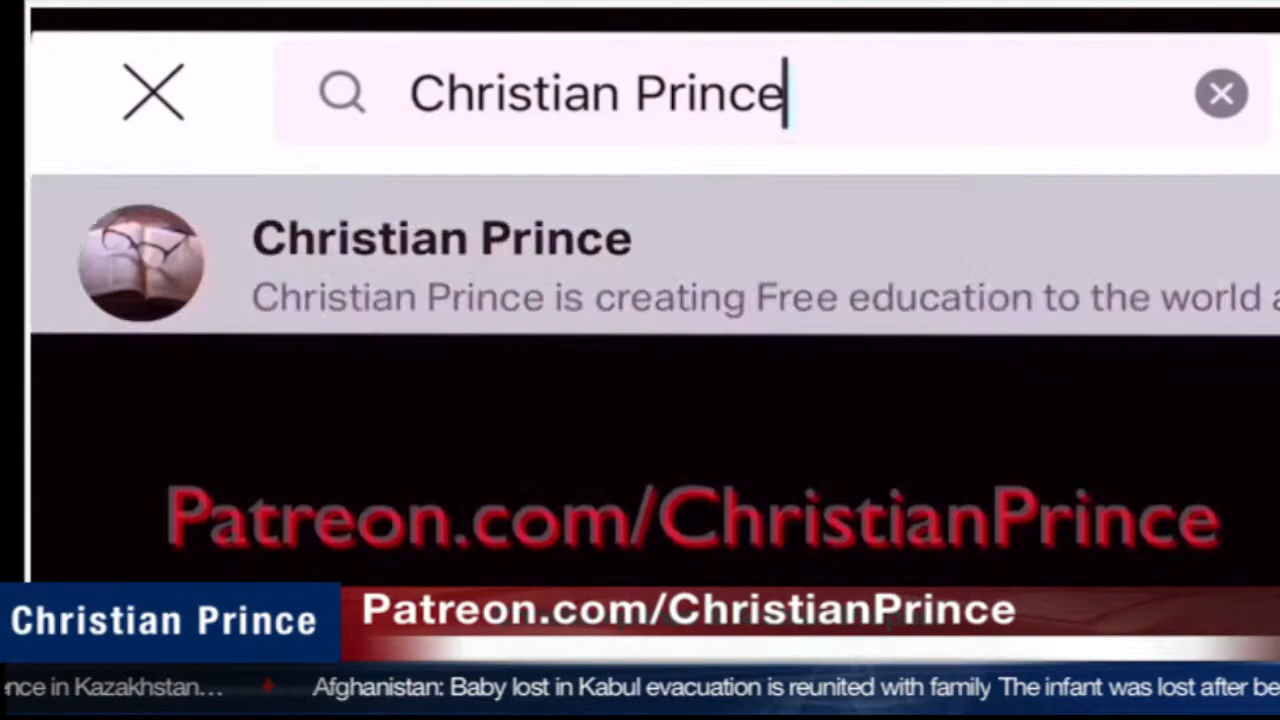 Christian Prince
Christian Prince
Christian Prince is creating Free education to the world
Patreon.com/ChristianPrince
Christian Prince
Patreon.com/ChristianPrince
nce in Kazakhstan... Afghanistan: Baby lost in Kabul evacuation is reunited with family The infant was lost after be